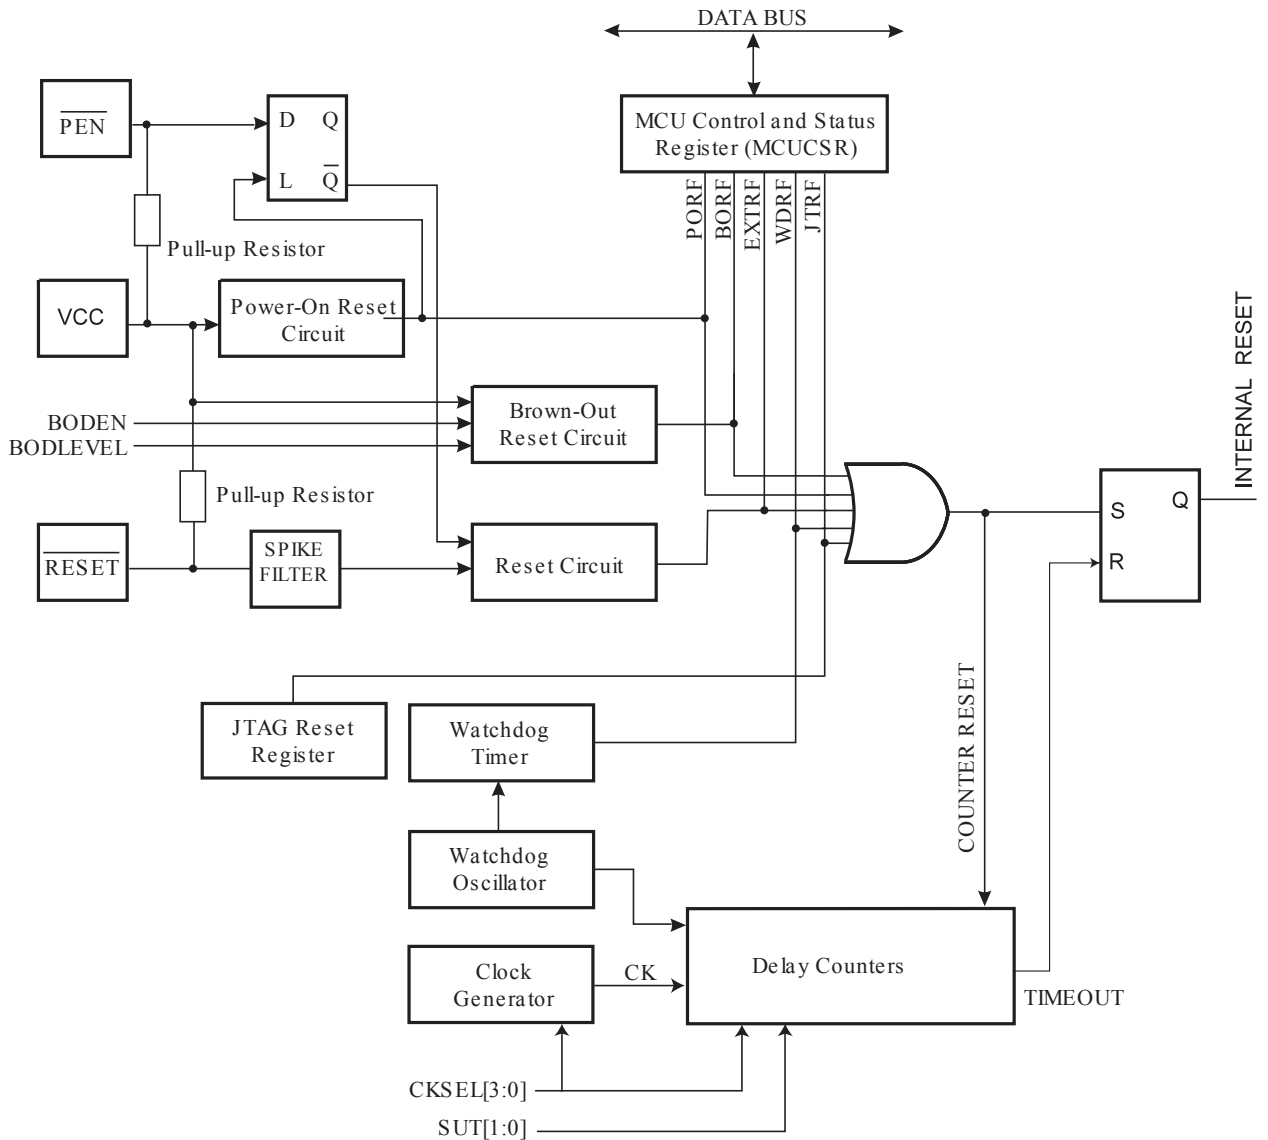 DATA BUS
PEN
D Q
L Q
MCU Control and Status
Register (MCUCSR)
PORF
BORF
EXTRF
WDRF
JTRF
Pull-up Resistor
VCC
Power-On Reset
Circuit
INTERNAL RESET
BODEN
BODLEVEL
Brown-Out
Reset Circuit
Pull-up Resistor
S Q
R
RESET
SPIKE
FILTER
Reset Circuit
COUNTER RESET
JTAG Reset
Register
Watchdog
Timer
Watchdog
Oscillator
Clock
Generator
CK
Delay Counters
TIMEOUT
CKSEL[3:0]
SUT[1:0]